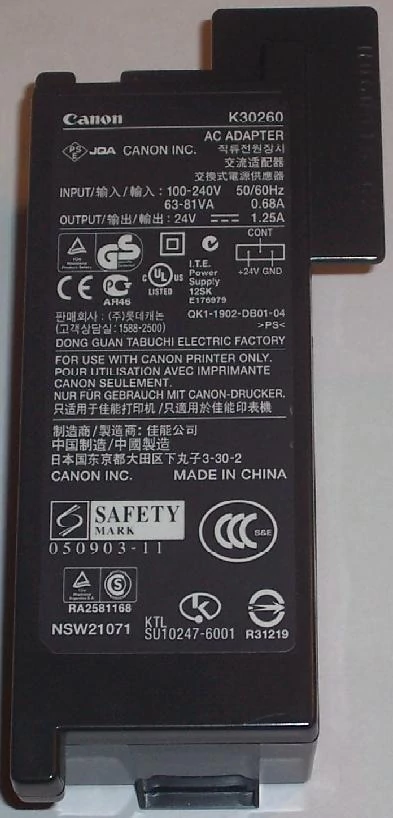 Canon K30260
AC ADAPTER
PSE JQA CANON INC. 직류전원장치
交流适配器
交換式電源供應器
INPUT/输入/輸入 : 100-240V 50/60Hz
63-81VA 0.68A
OUTPUT/输出/輸出 : 24V 1.25A
CONT
+24V GND
GS
CE
AR46
C UL US
LISTED
I.T.E.
Power
Supply
12SK
E176979
판매회사 : (주)롯데캐논
(고객상담실: 1588-2500)
QK1-1902-DB01-04
>PS<
DONG GUAN TABUCHI ELECTRIC FACTORY
FOR USE WITH CANON PRINTER ONLY.
POUR UTILISATION AVEC IMPRIMANTE
CANON SEULEMENT.
NUR FÜR GEBRAUCH MIT CANON-DRUCKER.
只适用于佳能打印机/只適用於佳能印表機
制造商/製造商: 佳能公司
中国制造/中國製造
日本国东京都大田区下丸子3-30-2
CANON INC. MADE IN CHINA
SAFETY
MARK
050903-11
CCC
S&E
S
RA2581168
NSW21071
KTL
SU10247-6001
R31219